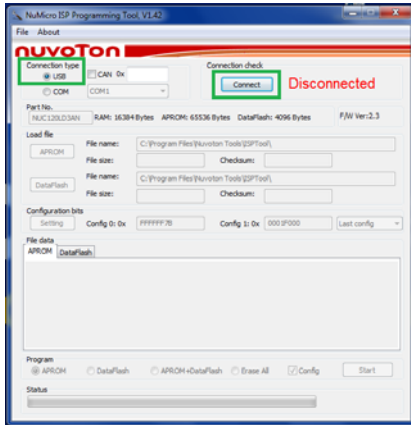 NuMicro ISP Programming Tool, V1.42
File About
nuvoTon
Connection type
Connection check
USB
CAN 0x
Connect
Disconnected
COM
COM1
Part No.
NUC120LD3AN RAM: 16384 Bytes APROM: 65536 Bytes DataFlash: 4096 Bytes F/W Ver:2.3
Load file
APROM
File name: C:\Program Files\Nuvoton Tools\ISPTool\
File size: Checksum:
DataFlash
File name: C:\Program Files\Nuvoton Tools\ISPTool\
File size: Checksum:
Configuration bits
Setting Config 0: 0x FFFFFF7B Config 1: 0x 0001F000 Last config
File data
APROM DataFlash
Program
APROM DataFlash APROM+DataFlash Erase All Config Start
Status